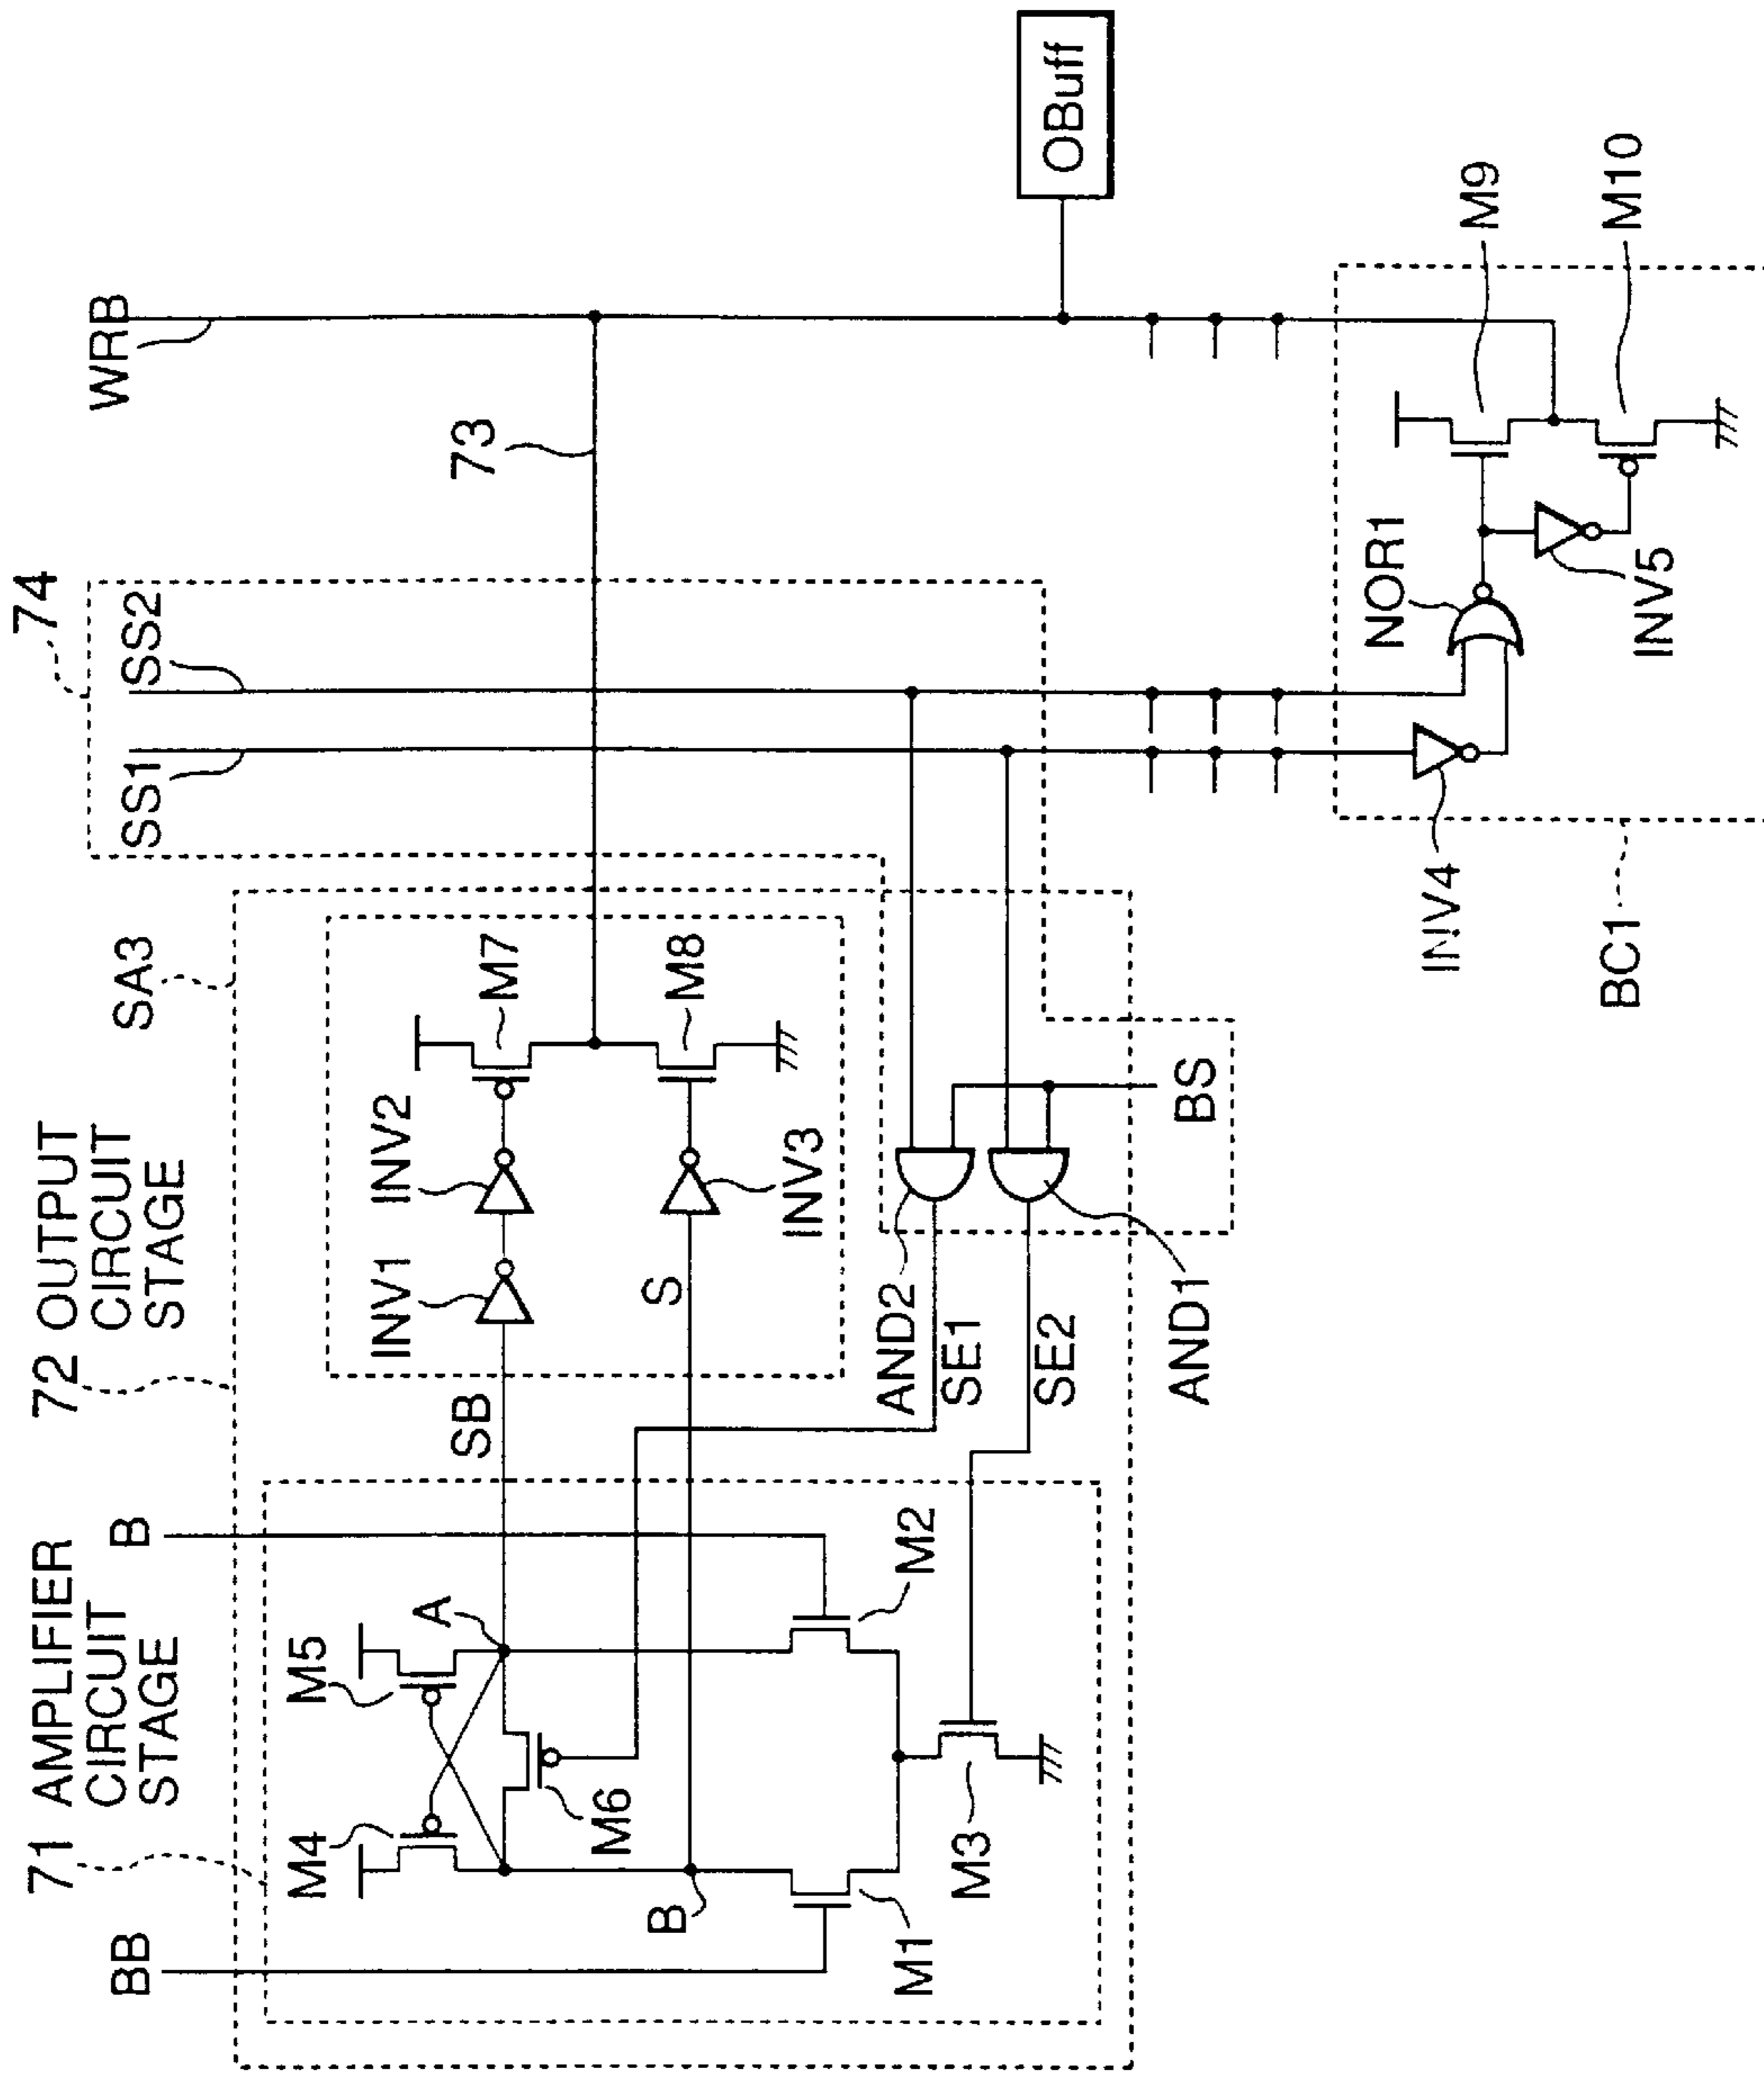 71 AMPLIFIER
CIRCUIT
STAGE
72 OUTPUT
CIRCUIT
STAGE
SA3
74
BB
B
SS1
SS2
WRB
M4
M5
A
SB
INV1
INV2
M7
73
M6
B
S
INV3
M8
M1
M2
M3
AND2
SE1
SE2
AND1
BS
OBuff
INV4
NOR1
INV5
M9
M10
BC1